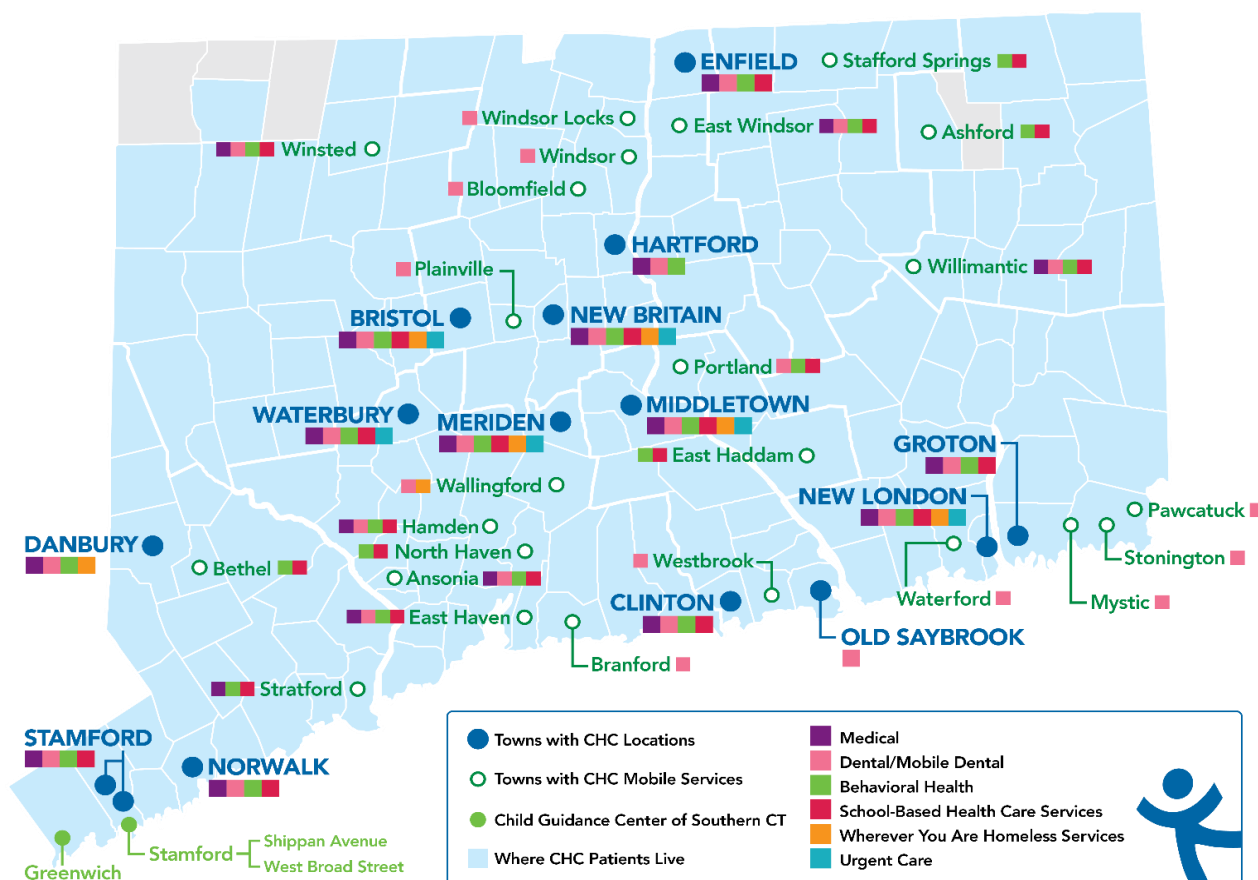 ENFIELD
Stafford Springs
Windsor Locks
East Windsor
Ashford
Winsted
Windsor
Bloomfield
HARTFORD
Plainville
Willimantic
BRISTOL
NEW BRITAIN
Portland
WATERBURY
MERIDEN
MIDDLETOWN
East Haddam
GROTON
Wallingford
NEW LONDON
Pawcatuck
Hamden
DANBURY
North Haven
Westbrook
Stonington
Bethel
Ansonia
Waterford
Mystic
CLINTON
East Haven
OLD SAYBROOK
Branford
Stratford
STAMFORD
NORWALK
Shippan Avenue
Stamford
West Broad Street
Greenwich
Towns with CHC Locations
Towns with CHC Mobile Services
Child Guidance Center of Southern CT
Where CHC Patients Live
Medical
Dental/Mobile Dental
Behavioral Health
School-Based Health Care Services
Wherever You Are Homeless Services
Urgent Care